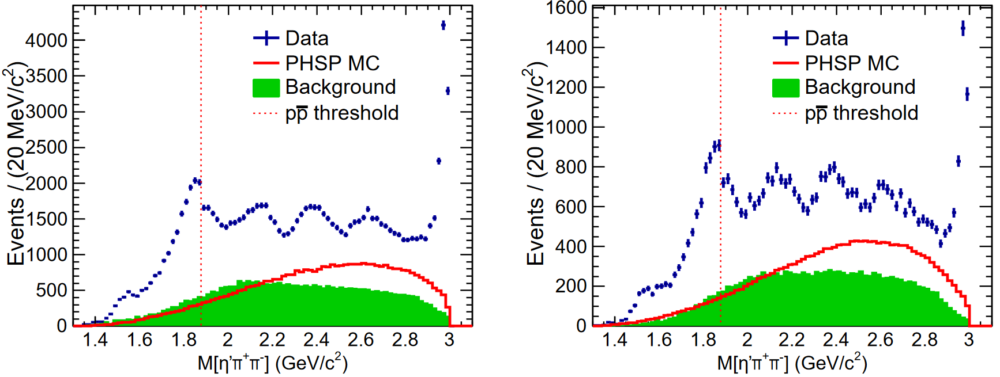 Events / (20 MeV/c²)
4000
3500
3000
2500
2000
1500
1000
500
0
Data
PHSP MC
Background
pp̅ threshold
1.4 1.6 1.8 2 2.2 2.4 2.6 2.8 3
M[η'π⁺π⁻] (GeV/c²)
Events / (20 MeV/c²)
1600
1400
1200
1000
800
600
400
200
0
Data
PHSP MC
Background
pp̅ threshold
1.4 1.6 1.8 2 2.2 2.4 2.6 2.8 3
M[η'π⁺π⁻] (GeV/c²)